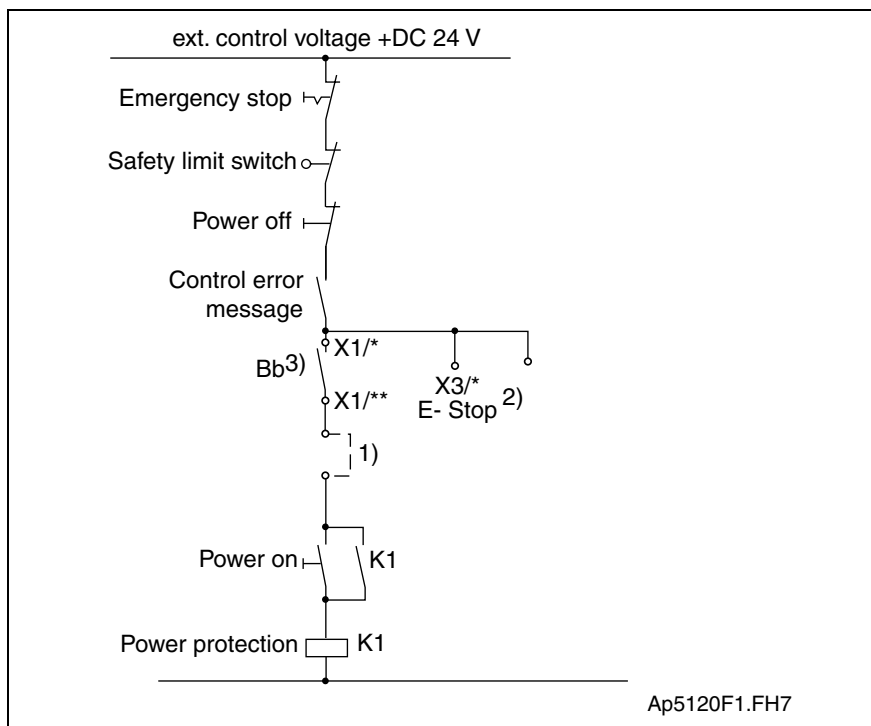 ext. control voltage +DC 24 V
Emergency stop
Safety limit switch
Power off
Control error
message
X1/*
Bb3)
X3/*
E- Stop 2)
X1/**
1)
Power on
K1
Power protection
K1
Ap5120F1.FH7